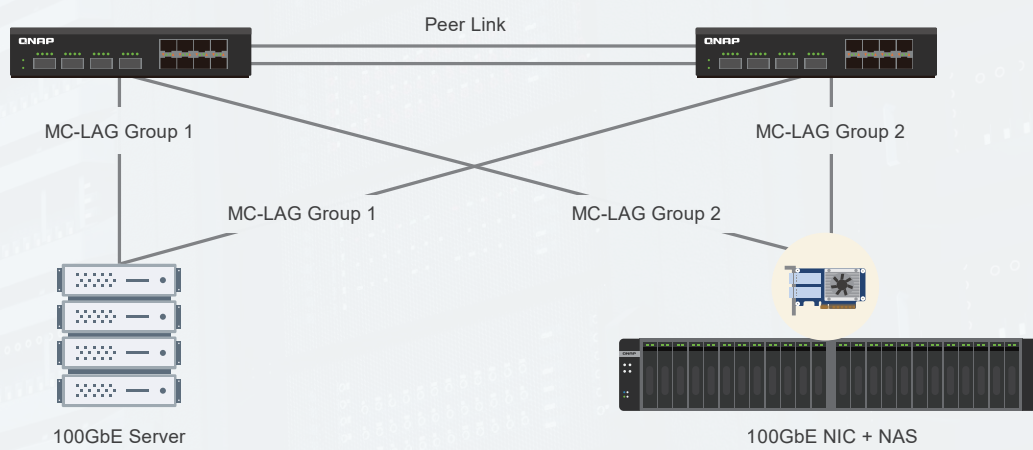 Peer Link
QNAP
QNAP
MC-LAG Group 1
MC-LAG Group 2
MC-LAG Group 1
MC-LAG Group 2
QNAP
100GbE Server
100GbE NIC + NAS